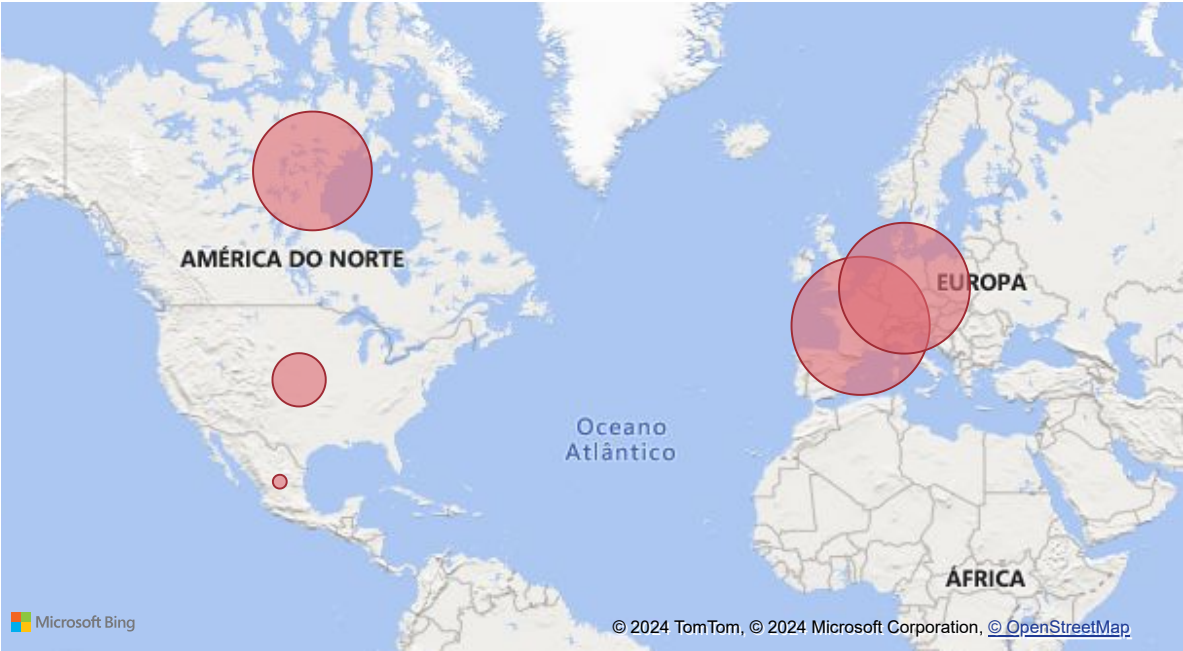 AMÉRICA DO NORTE
EUROPA
Oceano
Atlântico
ÁFRICA
Microsoft Bing
© 2024 TomTom, © 2024 Microsoft Corporation, © OpenStreetMap